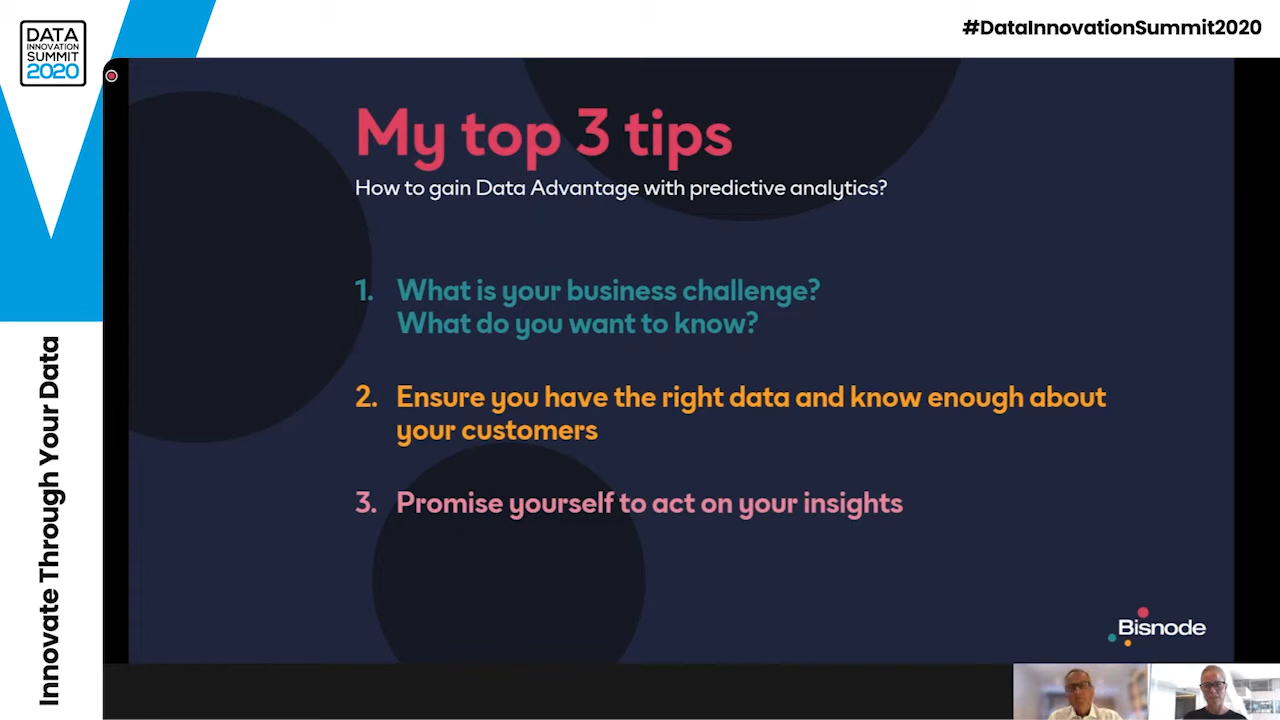 DATA
INNOVATION
SUMMIT
2020
#DataInnovationSummit2020
Innovate Through Your Data
My top 3 tips
How to gain Data Advantage with predictive analytics?
1. What is your business challenge?
What do you want to know?
2. Ensure you have the right data and know enough about
your customers
3. Promise yourself to act on your insights
Bisnode